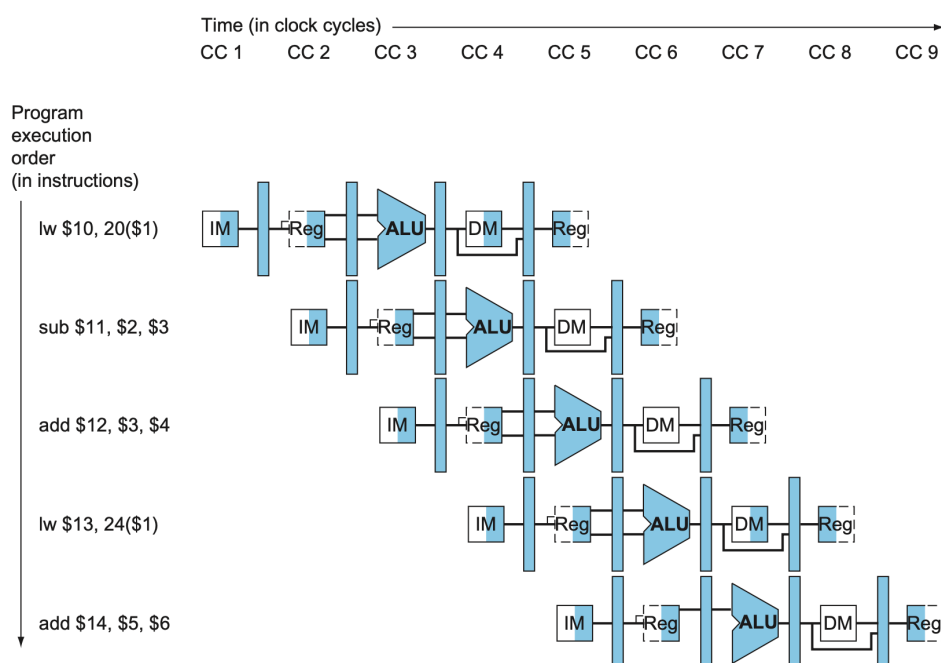 Time (in clock cycles)
CC 1 CC 2 CC 3 CC 4 CC 5 CC 6 CC 7 CC 8 CC 9
Program
execution
order
(in instructions)
lw $10, 20($1) IM Reg ALU DM Reg
sub $11, $2, $3 IM Reg ALU DM Reg
add $12, $3, $4 IM Reg ALU DM Reg
lw $13, 24($1) IM Reg ALU DM Reg
add $14, $5, $6 IM Reg ALU DM Reg